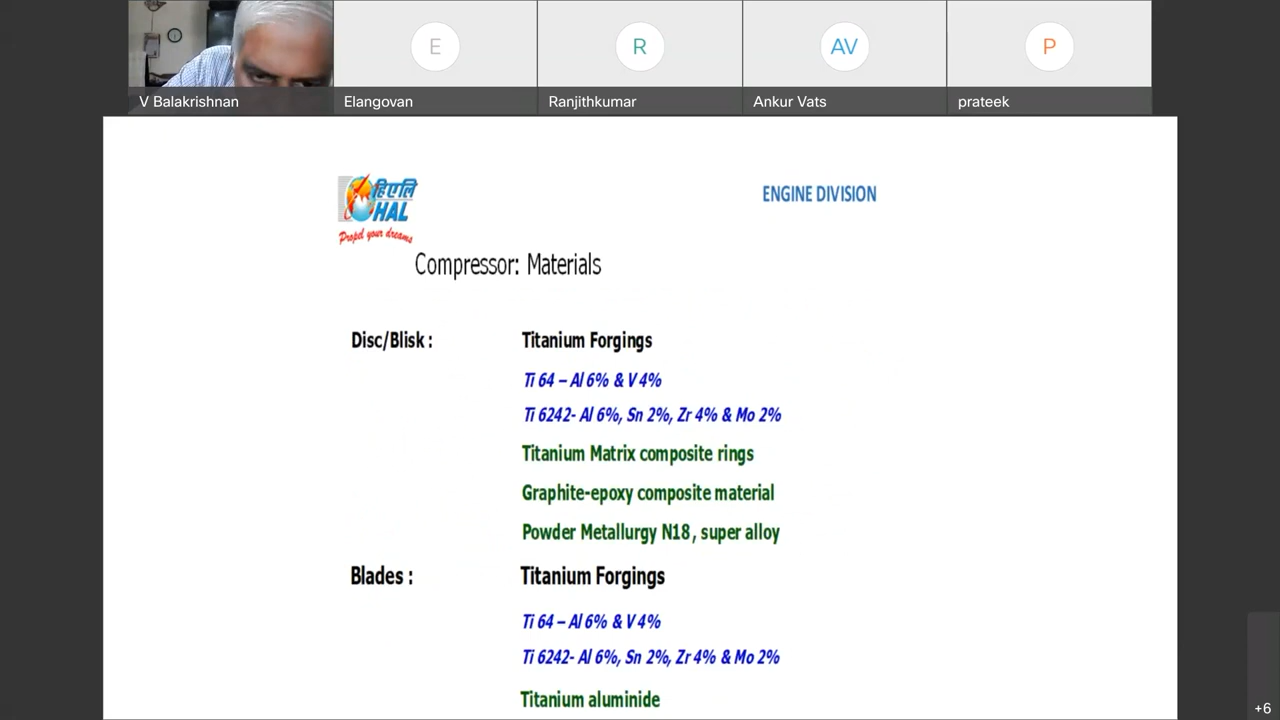 E
R
AV
P
V Balakrishnan
Elangovan
Ranjithkumar
Ankur Vats
prateek
हिएलि
HAL
Propel your dreams
ENGINE DIVISION
Compressor: Materials
Disc/Blisk : Titanium Forgings
Ti 64 – Al 6% & V 4%
Ti 6242- Al 6%, Sn 2%, Zr 4% & Mo 2%
Titanium Matrix composite rings
Graphite-epoxy composite material
Powder Metallurgy N18, super alloy
Blades : Titanium Forgings
Ti 64 – Al 6% & V 4%
Ti 6242- Al 6%, Sn 2%, Zr 4% & Mo 2%
Titanium aluminide
+6